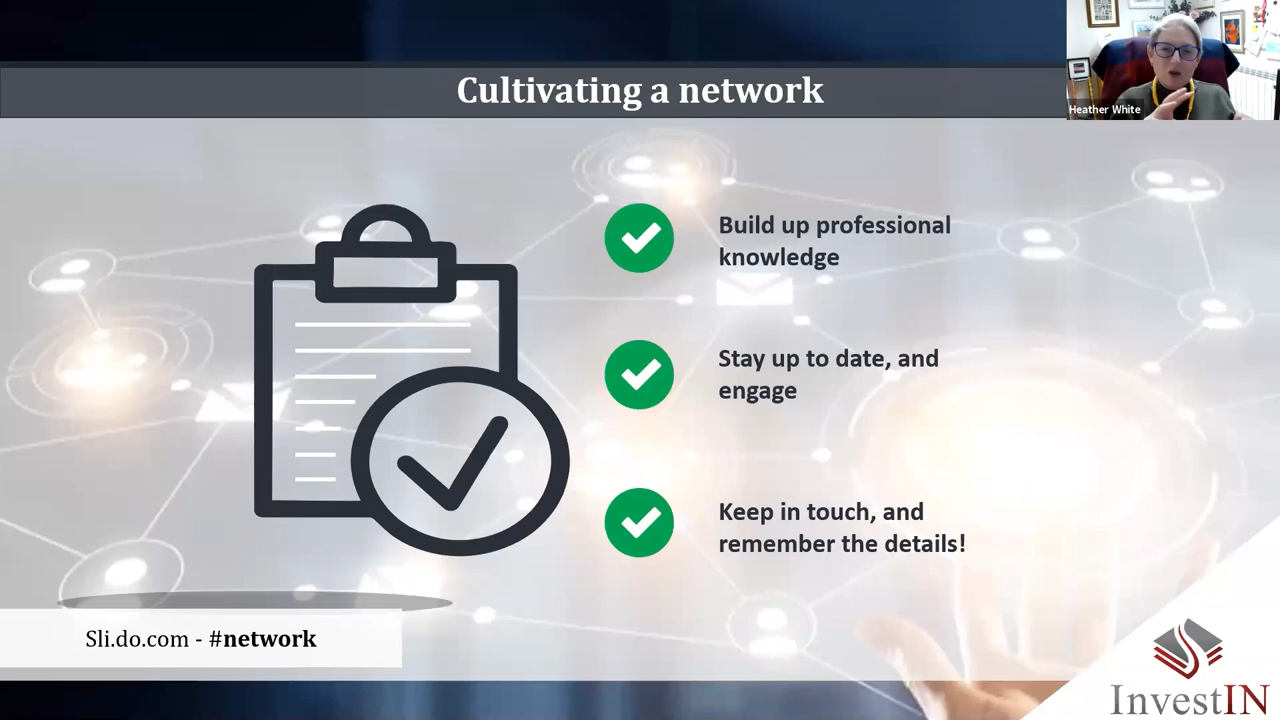 Cultivating a network
Heather White
Build up professional
knowledge
Stay up to date, and
engage
Keep in touch, and
remember the details!
Sli.do.com - #network
InvestIN